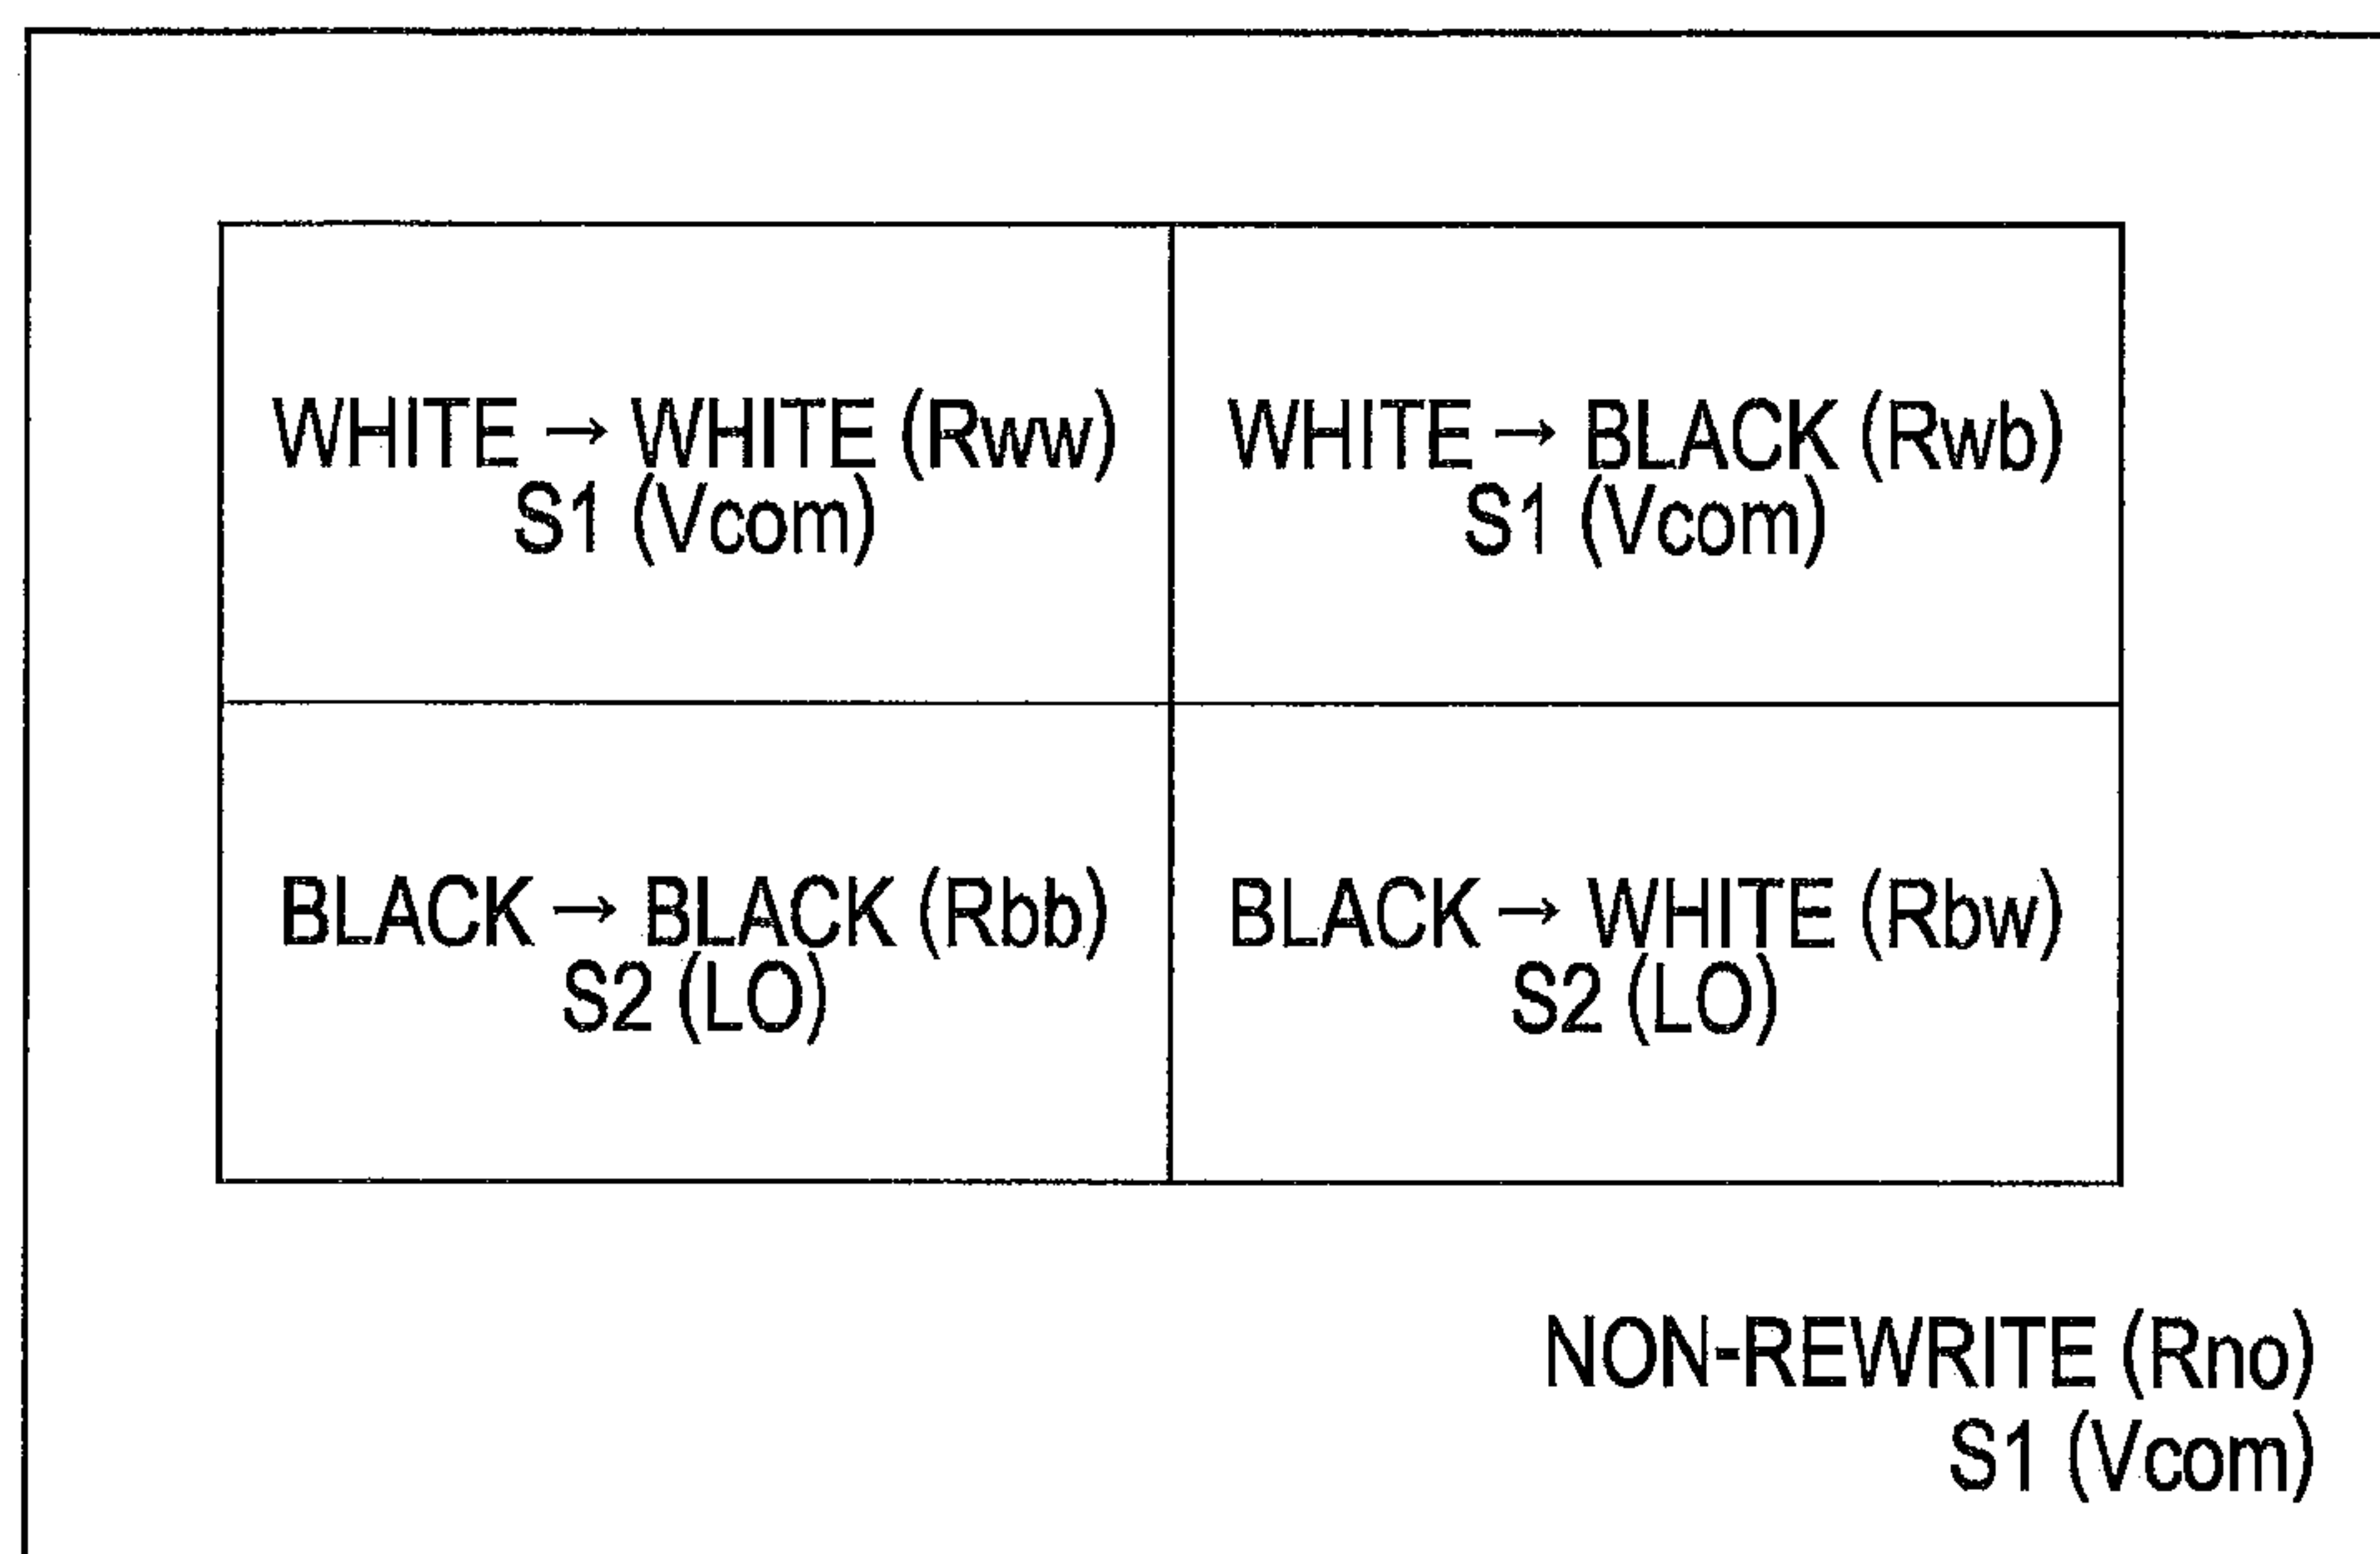 WHITE → WHITE (Rww)
S1 (Vcom)
WHITE → BLACK (Rwb)
S1 (Vcom)
BLACK → BLACK (Rbb)
S2 (LO)
BLACK → WHITE (Rbw)
S2 (LO)
NON-REWRITE (Rno)
S1 (Vcom)